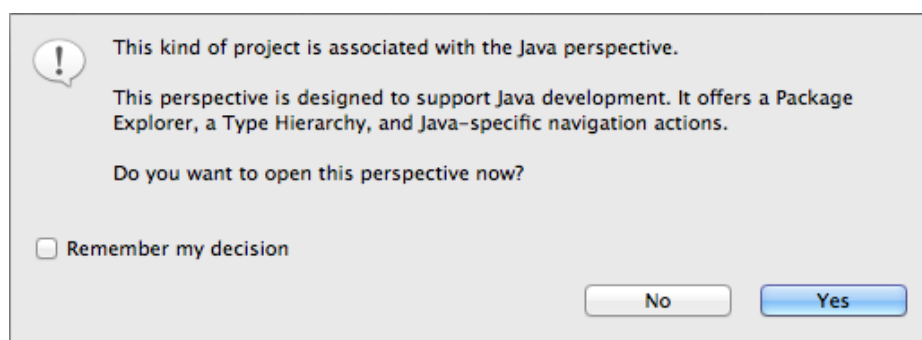 This kind of project is associated with the Java perspective.
This perspective is designed to support Java development. It offers a Package
Explorer, a Type Hierarchy, and Java-specific navigation actions.
Do you want to open this perspective now?
Remember my decision
No
Yes